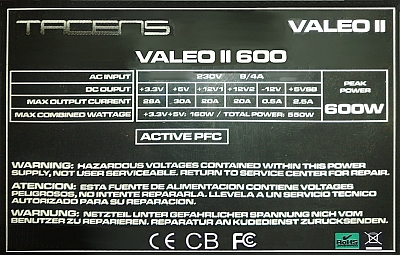 TACENS VALEO II
VALEO II 600
AC INPUT 230V 8/4A PEAK POWER
DC OUPUT +3.3V +5V +12V1 +12V2 -12V +5VSB
MAX OUTPUT CURRENT 28A 30A 20A 20A 0.5A 2.5A 600W
MAX COMBINED WATTAGE +3.3V+5V: 160W / TOTAL POWER: 550W
ACTIVE PFC
WARNING: HAZARDOUS VOLTAGES CONTAINED WITHIN THIS POWER
SUPPLY, NOT USER SERVICEABLE. RETURN TO SERVICE CENTER FOR REPAIR.
ATENCION: ESTA FUENTE DE ALIMENTACION CONTIENE VOLTAGES
PELIGROSOS, NO INTENTE REPARARLA. LLEVELA A UN SERVICIO TECNICO
AUTORIZADO PARA SU REPARACION.
WARNUNG: NETZTEIL UNTER GEFAHRLICHER SPANNUNG NICH VOM
BENUTZER ZU REPARIEREN. REPARATUR AN KUDEDIENST ZURUCKSENDEN.
CE CB FC RoHS